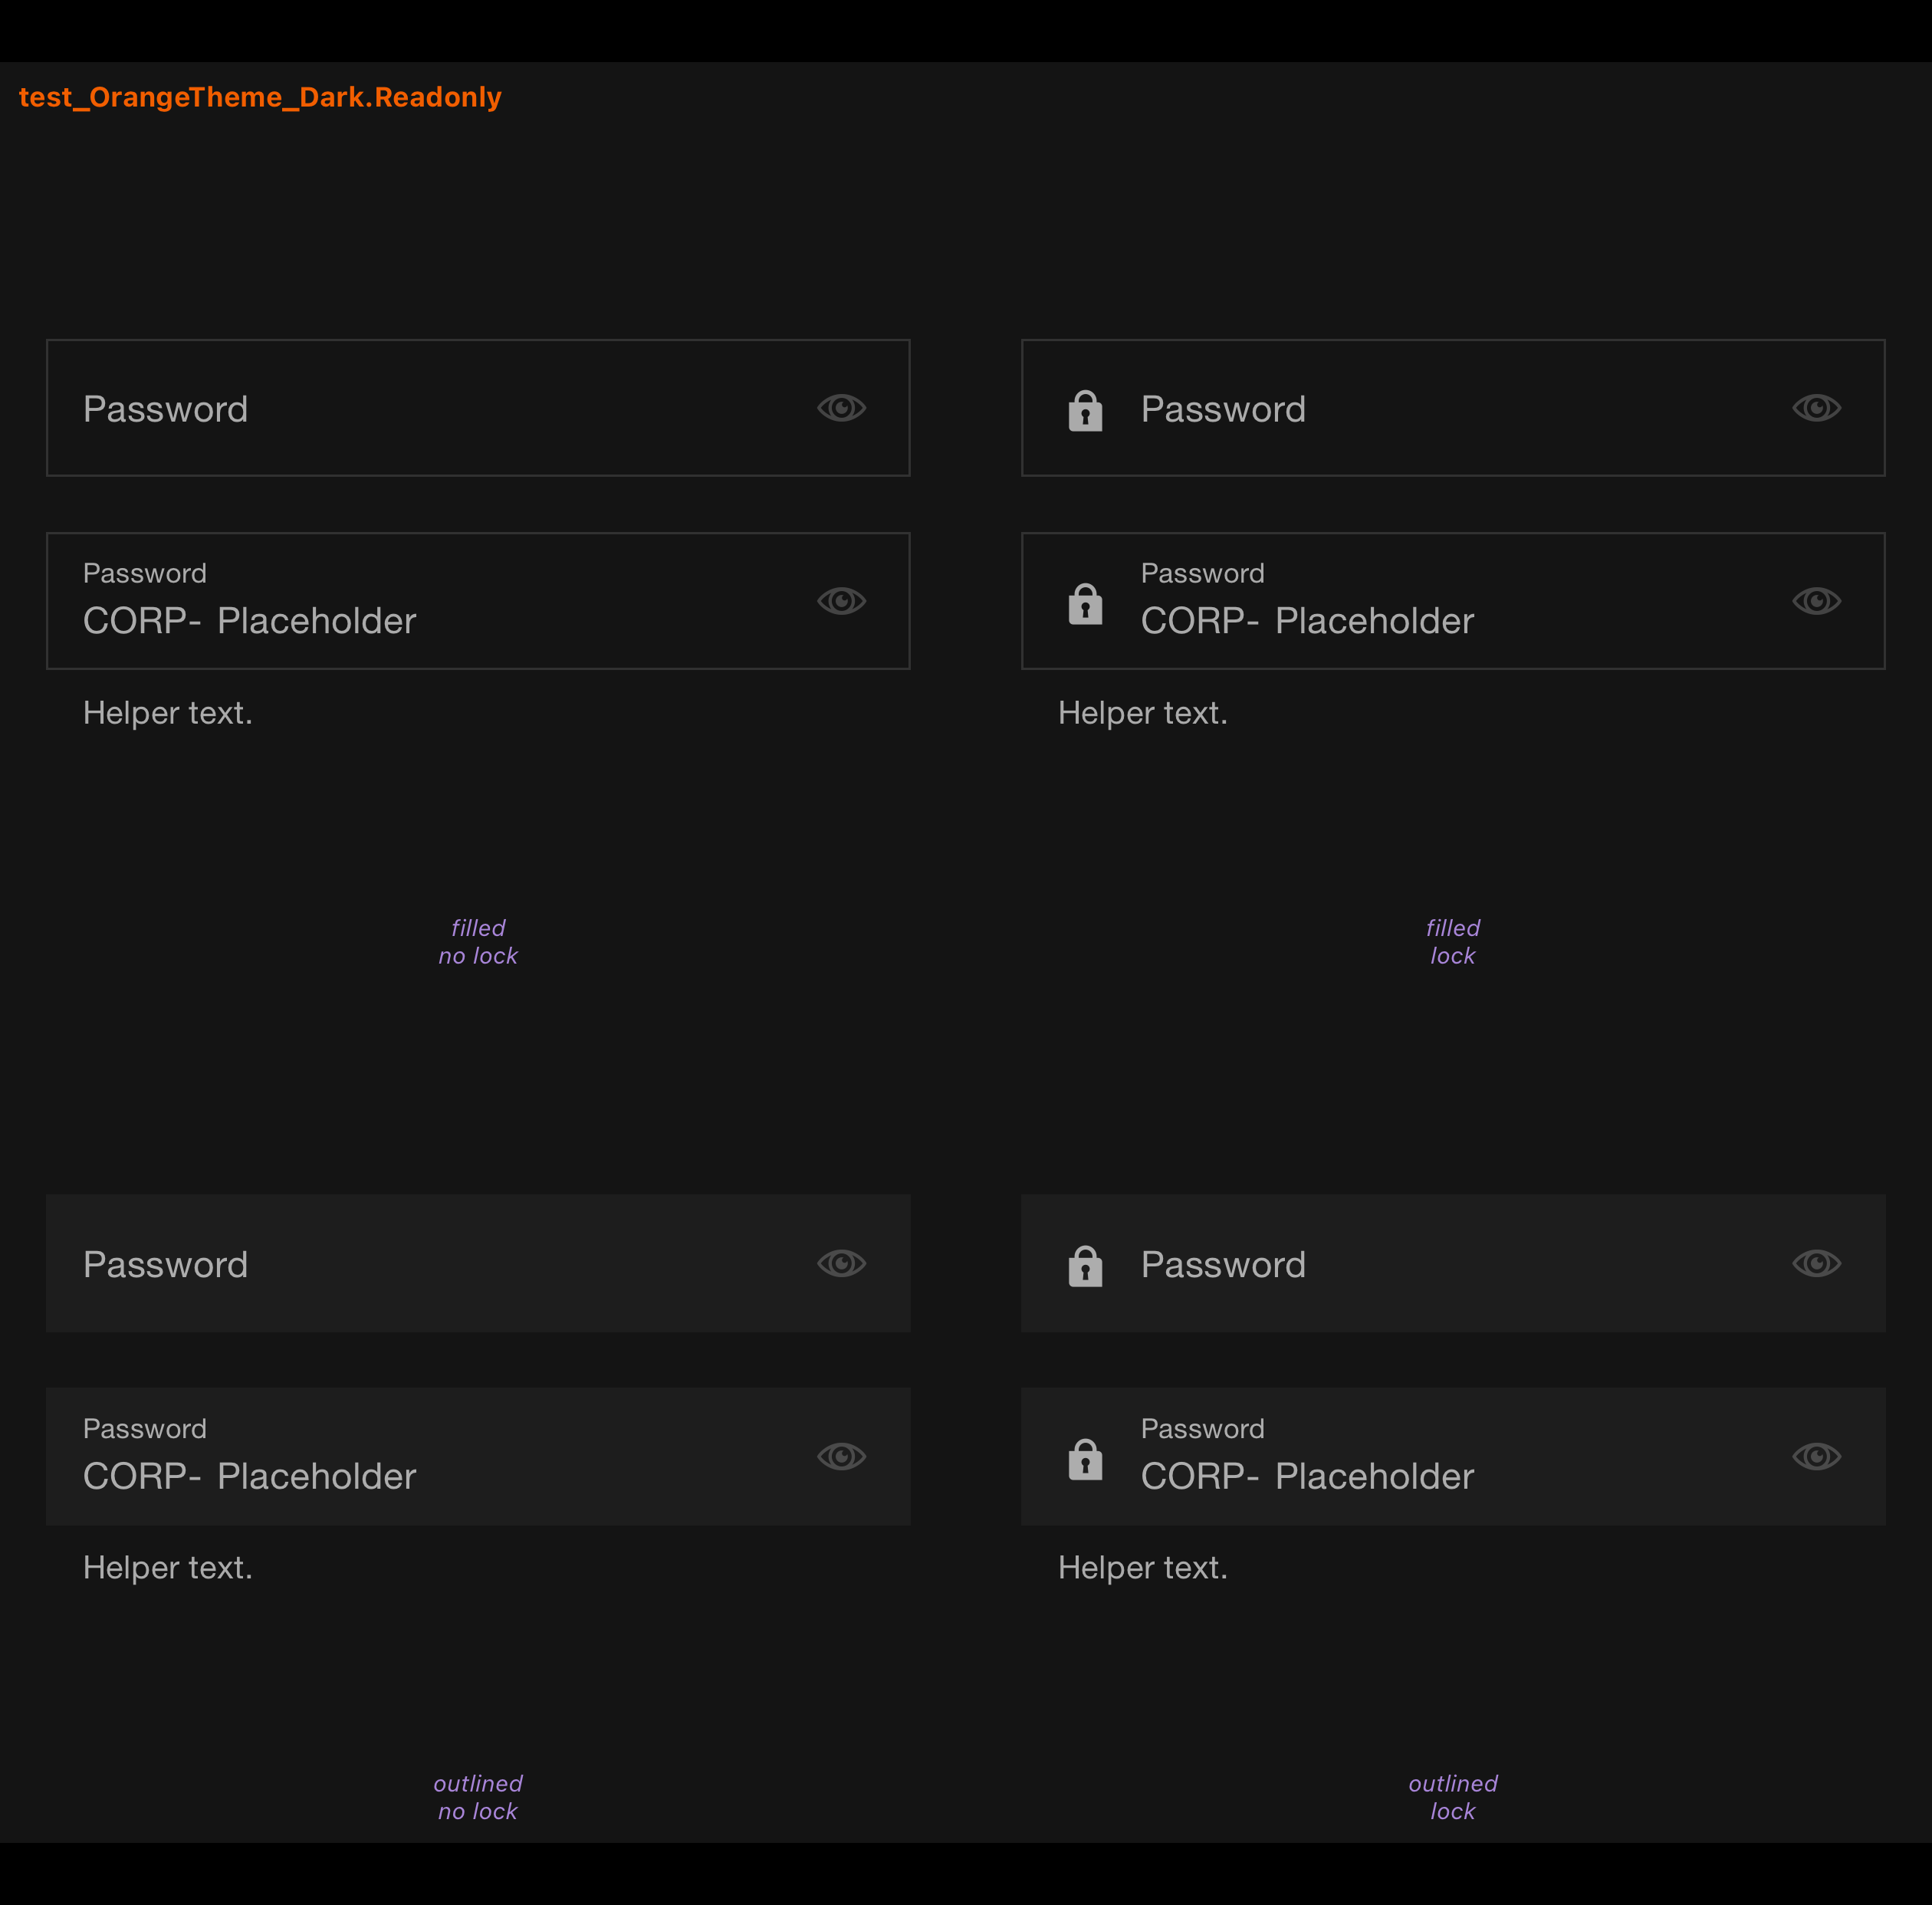 test_OrangeTheme_Dark.Readonly
Password
Password
Password
CORP- Placeholder
Helper text.
Password
CORP- Placeholder
Helper text.
filled
no lock
filled
lock
Password
Password
Password
CORP- Placeholder
Helper text.
Password
CORP- Placeholder
Helper text.
outlined
no lock
outlined
lock